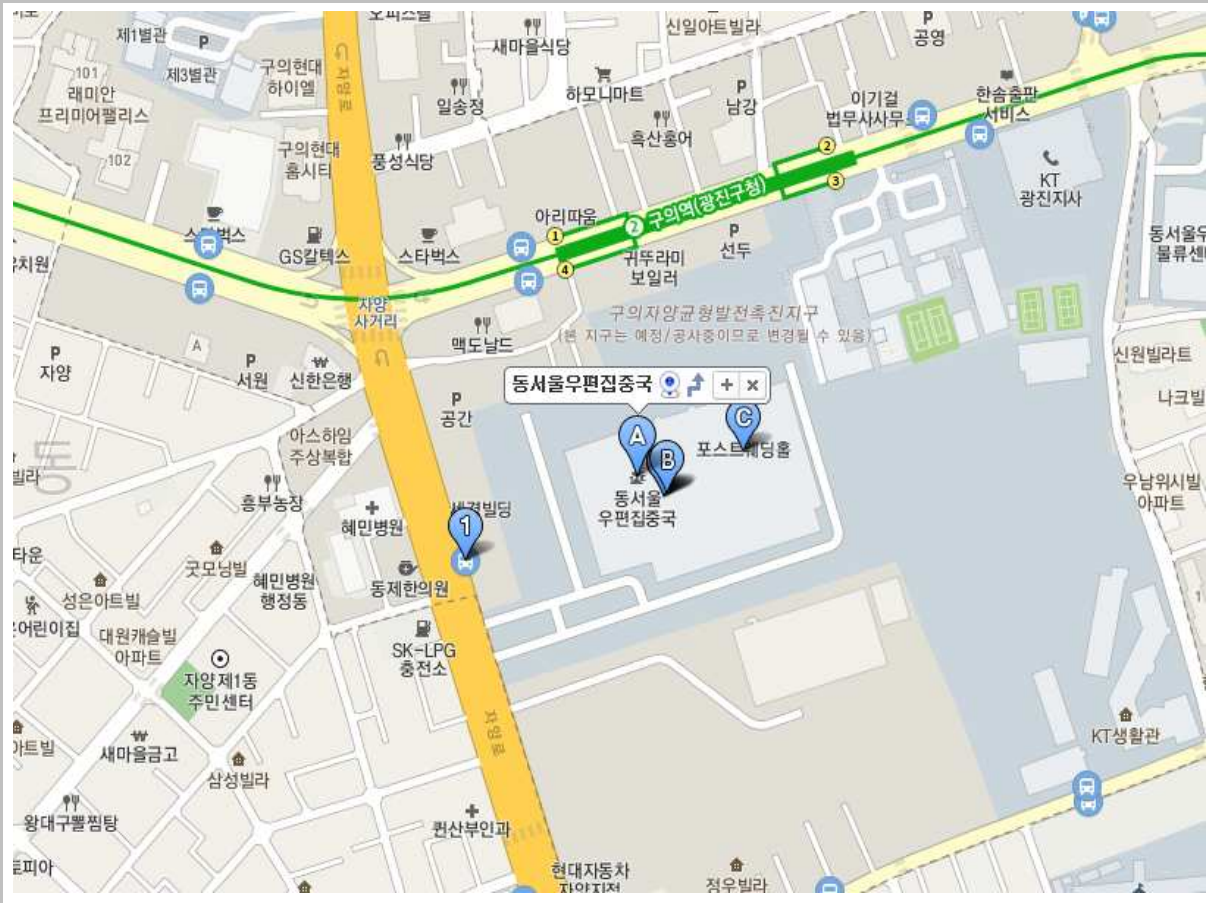 제1별관
P
제3별관
101
래미안
프리미어팰리스
102
구의현대
하이엘
구의현대
홈시티
자양로
오피스텔
새마을식당
일송정
풍성식당
하모니마트
신일아트빌라
P
공영
P
남강
흑산홍어
이기걸
법무사사무소
한솔출판
서비스
KT
광진지사
동서울우
물류센
스타벅스
GS칼텍스
스타벅스
아리따움
1
2
구의역(광진구청)
2
3
4
귀뚜라미
보일러
P
선두
자양
사거리
맥도날드
구의자양균형발전촉진지구
(본 지구는 예정/공사중이므로 변경될 수 있음)
신원빌라트
나크빌
P
자양
A
P
서원
신한은행
동서울우편집중국
P
공간
아스하임
주상복합
A
B
C
포스트웨딩홀
동서울
우편집중국
우남위시빌
아파트
흥부농장
혜민병원
세경빌딩
1
굿모닝빌
혜민병원
행정동
동제한의원
성은아트빌
대원캐슬빌
아파트
SK-LPG
충전소
자양제1동
주민센터
자양로
KT생활관
새마을금고
삼성빌라
왕대구뽈찜탕
퀸산부인과
현대자동차
자양지점
정우빌라